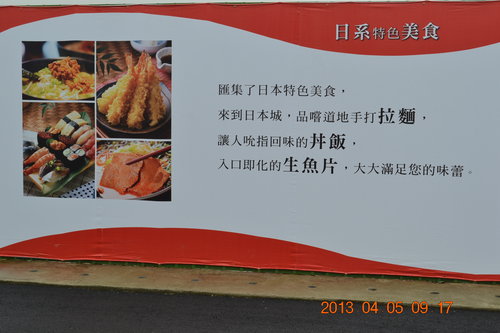 日系特色美食
匯集了日本特色美食，
來到日本城，品嚐道地手打拉麵，
讓人吮指回味的丼飯，
入口即化的生魚片，大大滿足您的味蕾。
2013 04 05 09 17